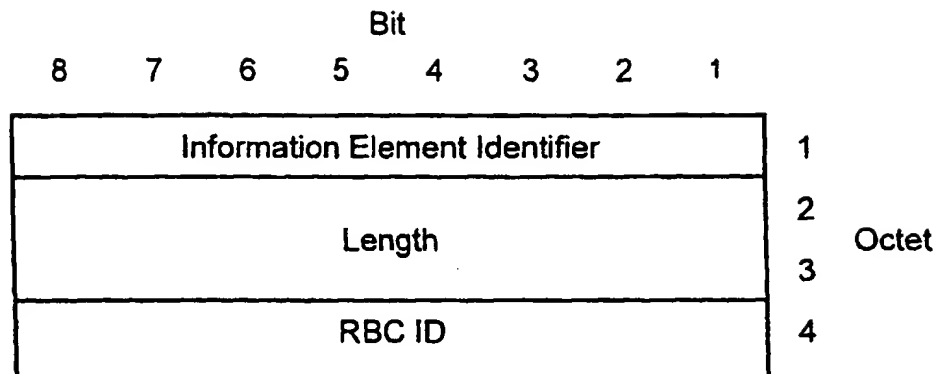 Bit
8 7 6 5 4 3 2 1
Information Element Identifier 1
2
Length Octet
3
RBC ID 4